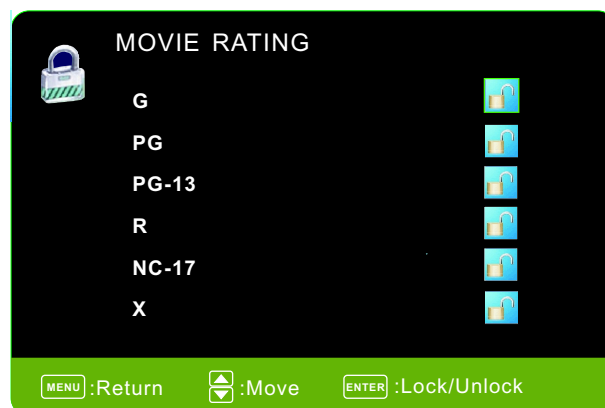 MOVIE RATING
G
PG
PG-13
R
NC-17
X
MENU :Return :Move ENTER :Lock/Unlock